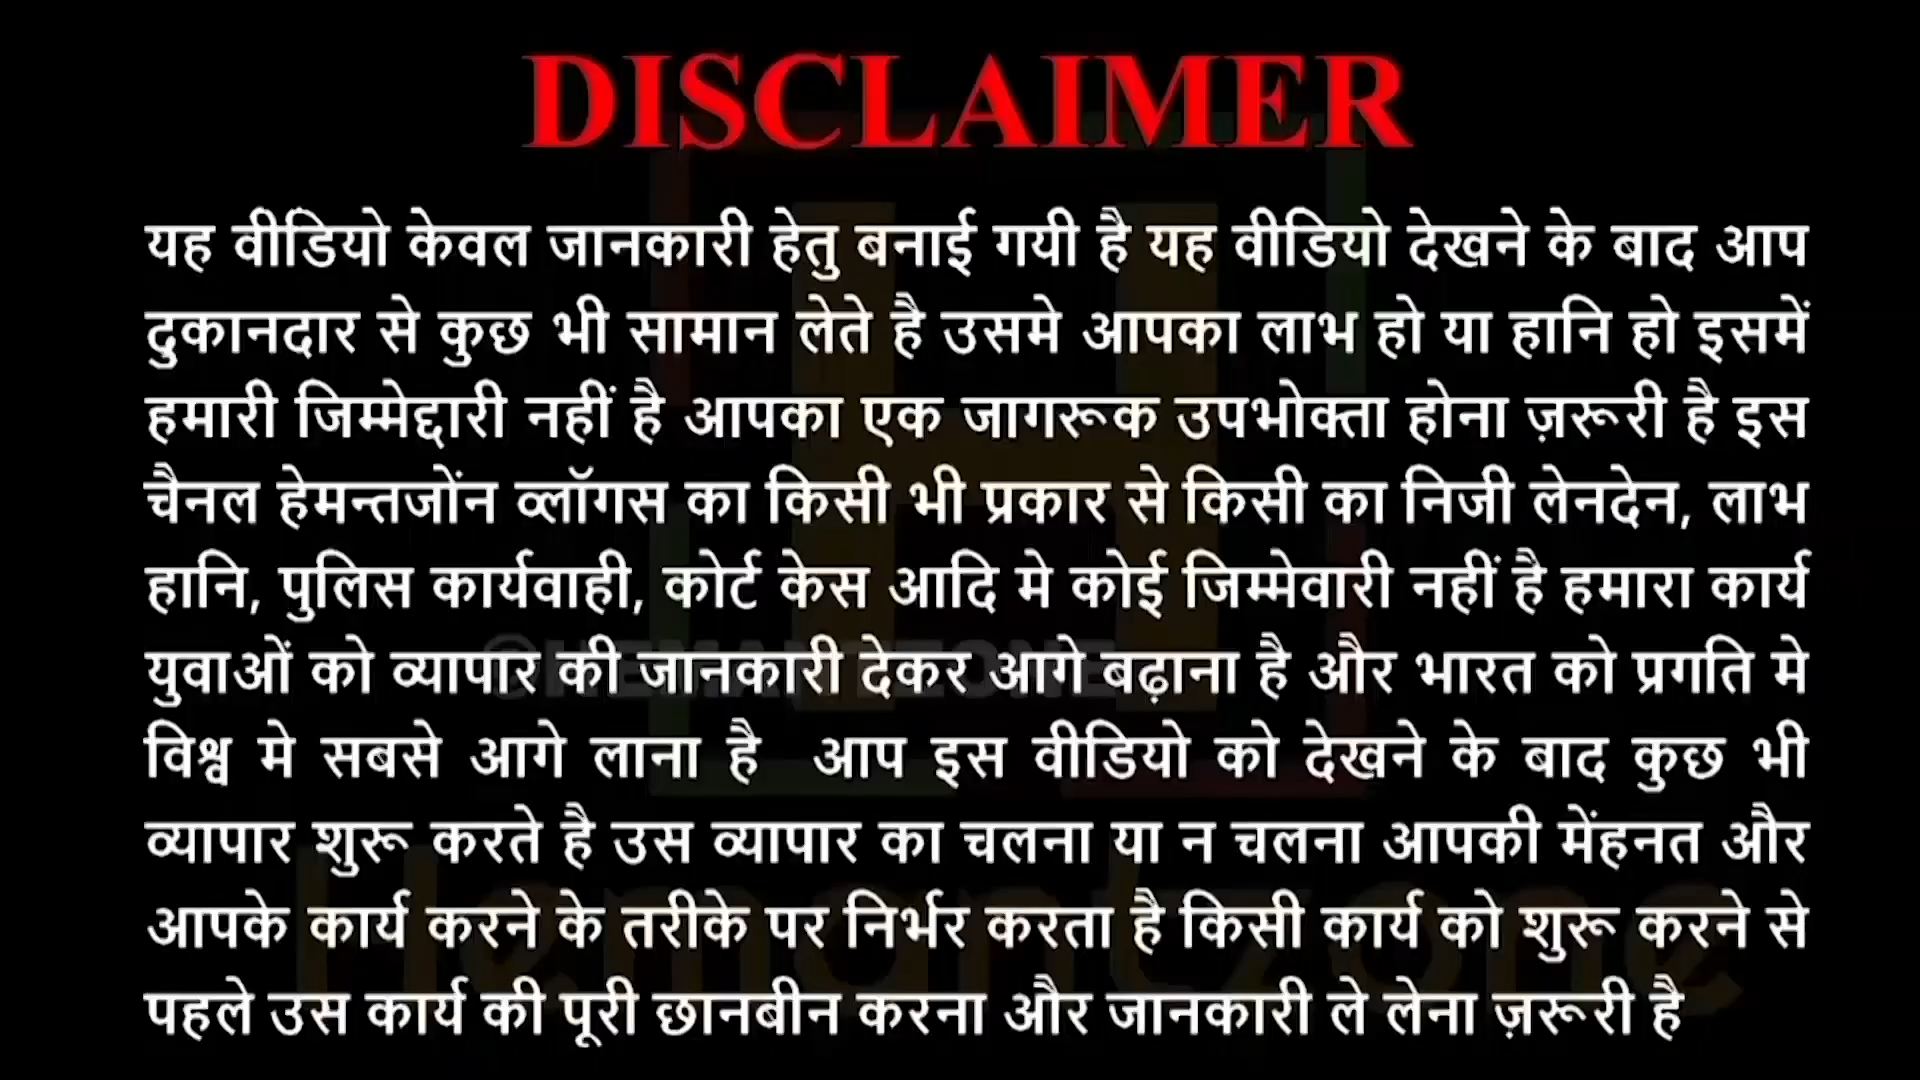 DISCLAIMER
यह वीडियो केवल जानकारी हेतु बनाई गयी है यह वीडियो देखने के बाद आप
दुकानदार से कुछ भी सामान लेते है उसमे आपका लाभ हो या हानि हो इसमें
हमारी जिम्मेद्दारी नहीं है आपका एक जागरूक उपभोक्ता होना ज़रूरी है इस
चैनल हेमन्तजोंन व्लॉगस का किसी भी प्रकार से किसी का निजी लेनदेन, लाभ
हानि, पुलिस कार्यवाही, कोर्ट केस आदि मे कोई जिम्मेवारी नहीं है हमारा कार्य
युवाओं को व्यापार की जानकारी देकर आगे बढ़ाना है और भारत को प्रगति मे
@HEMANTZONE
विश्व मे सबसे आगे लाना है आप इस वीडियो को देखने के बाद कुछ भी
व्यापार शुरू करते है उस व्यापार का चलना या न चलना आपकी मेंहनत और
आपके कार्य करने के तरीके पर निर्भर करता है किसी कार्य को शुरू करने से
Hemantzone
पहले उस कार्य की पूरी छानबीन करना और जानकारी ले लेना ज़रूरी है